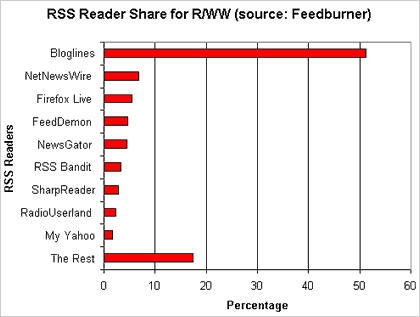 RSS Reader Share for R/WW (source: Feedburner)
Bloglines
NetNewsWire
Firefox Live
FeedDemon
NewsGator
RSS Bandit
SharpReader
RadioUserland
My Yahoo
The Rest
RSS Readers
0 10 20 30 40 50 60
Percentage